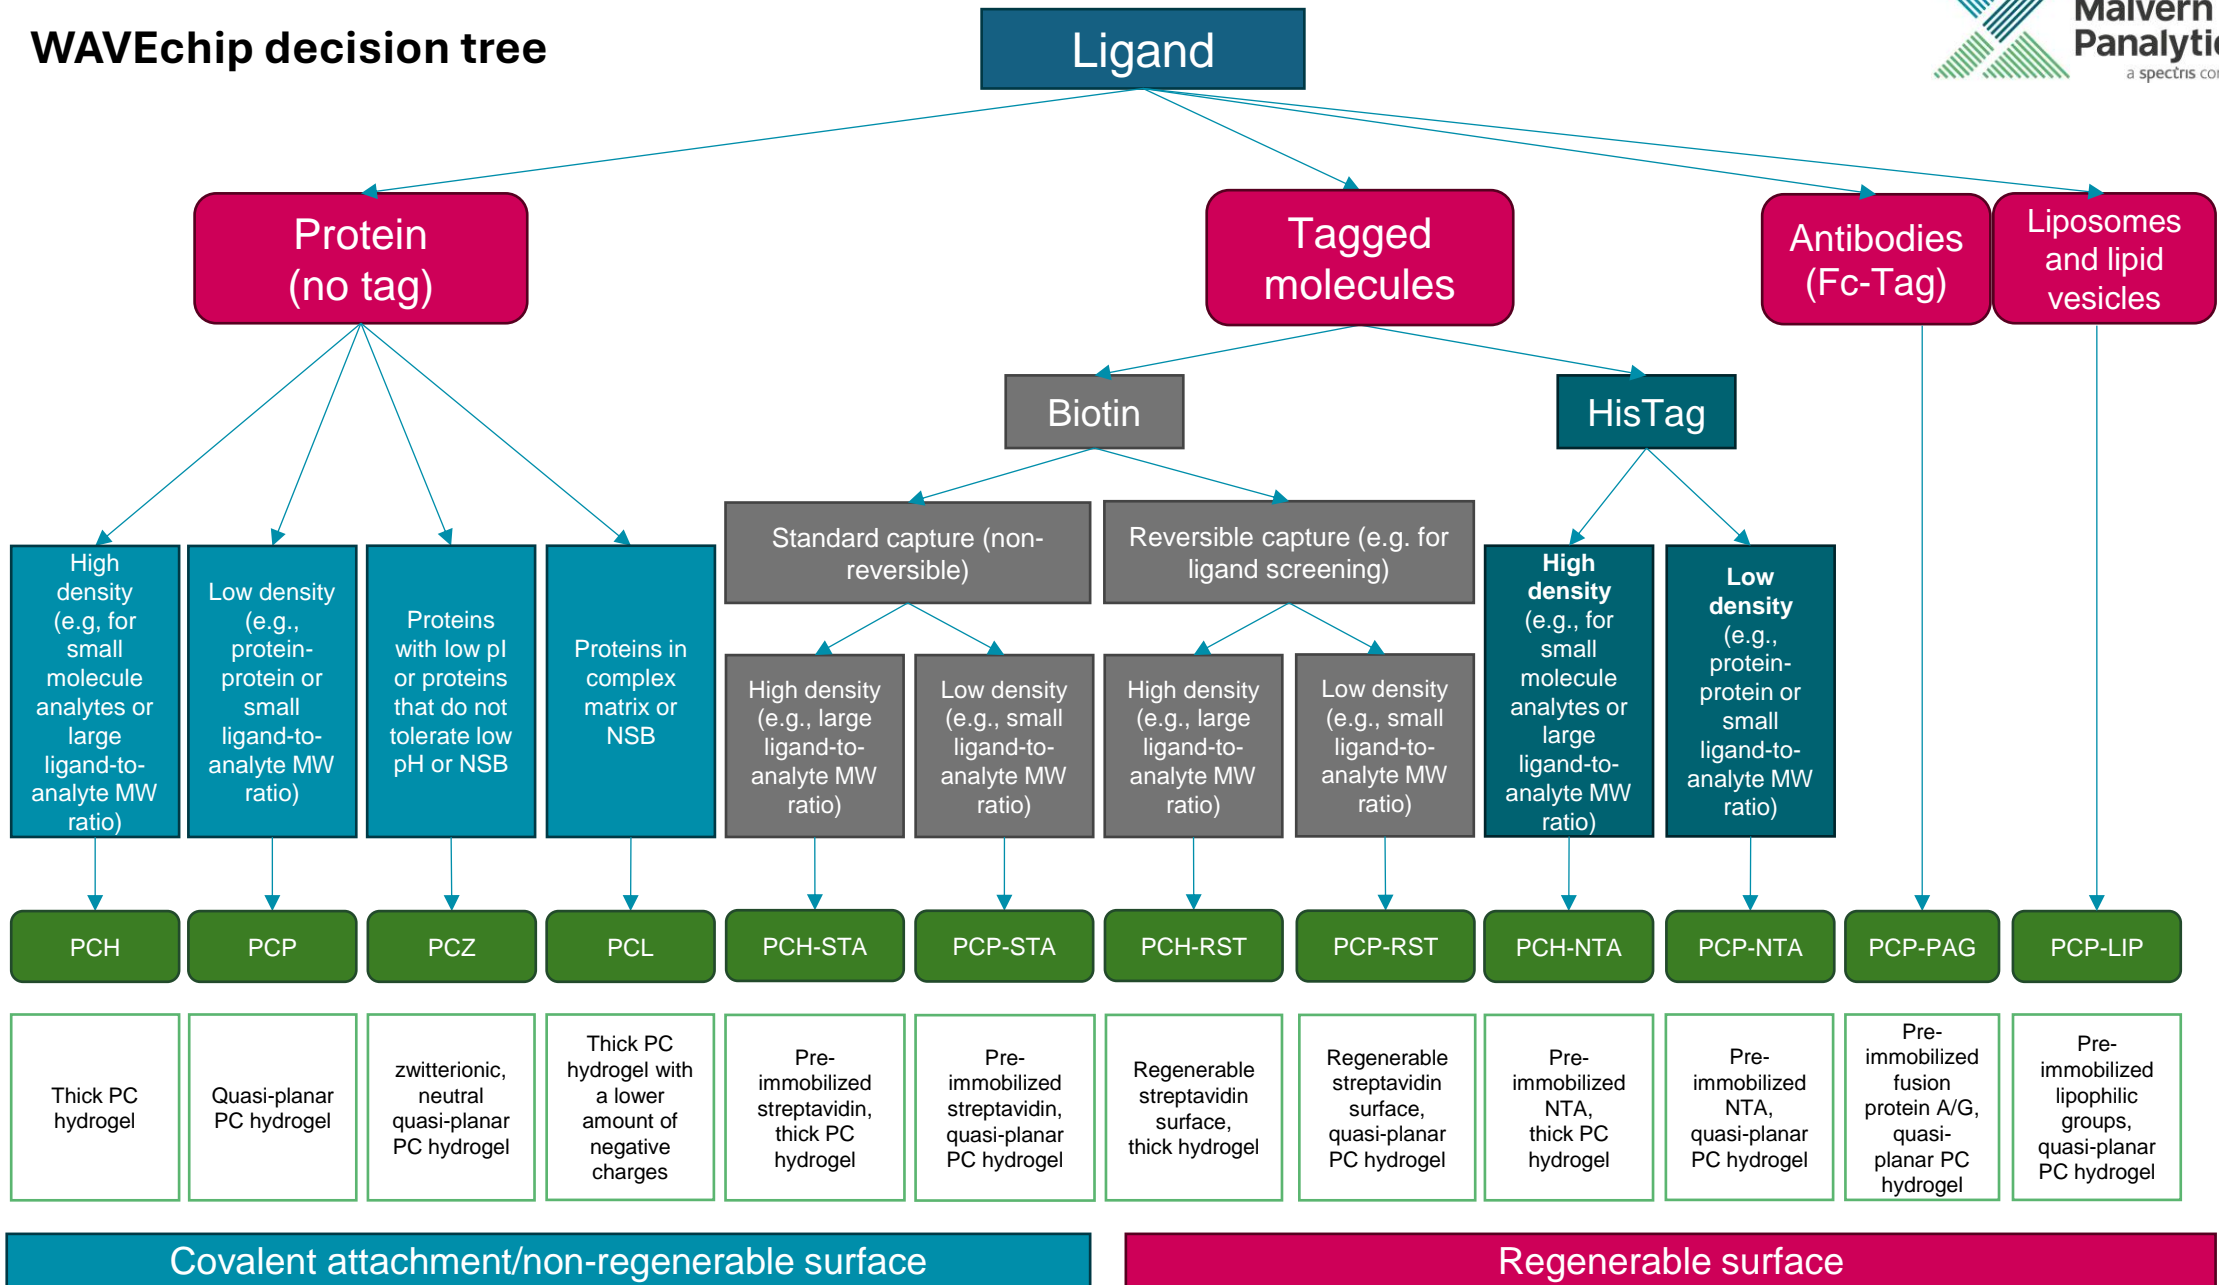 WAVEchip decision tree
Ligand
Malvern
Panalytic
a spectris com
Protein
(no tag)
Tagged
molecules
Antibodies
(Fc-Tag)
Liposomes
and lipid
vesicles
Biotin
HisTag
Standard capture (non-
reversible)
Reversible capture (e.g. for
ligand screening)
High
density
(e.g, for
small
molecule
analytes or
large
ligand-to-
analyte MW
ratio)
Low density
(e.g.,
protein-
protein or
small
ligand-to-
analyte MW
ratio)
Proteins
with low pI
or proteins
that do not
tolerate low
pH or NSB
Proteins in
complex
matrix or
NSB
High density
(e.g., large
ligand-to-
analyte MW
ratio)
Low density
(e.g., small
ligand-to-
analyte MW
ratio)
High density
(e.g., large
ligand-to-
analyte MW
ratio)
Low density
(e.g., small
ligand-to-
analyte MW
ratio)
High
density
(e.g., for
small
molecule
analytes or
large
ligand-to-
analyte MW
ratio)
Low
density
(e.g.,
protein-
protein or
small
ligand-to-
analyte MW
ratio)
PCH
PCP
PCZ
PCL
PCH-STA
PCP-STA
PCH-RST
PCP-RST
PCH-NTA
PCP-NTA
PCP-PAG
PCP-LIP
Thick PC
hydrogel
Quasi-planar
PC hydrogel
zwitterionic,
neutral
quasi-planar
PC hydrogel
Thick PC
hydrogel with
a lower
amount of
negative
charges
Pre-
immobilized
streptavidin,
thick PC
hydrogel
Pre-
immobilized
streptavidin,
quasi-planar
PC hydrogel
Regenerable
streptavidin
surface,
thick hydrogel
Regenerable
streptavidin
surface,
quasi-planar
PC hydrogel
Pre-
immobilized
NTA,
thick PC
hydrogel
Pre-
immobilized
NTA,
quasi-planar
PC hydrogel
Pre-
immobilized
fusion
protein A/G,
quasi-
planar PC
hydrogel
Pre-
immobilized
lipophilic
groups,
quasi-planar
PC hydrogel
Covalent attachment/non-regenerable surface
Regenerable surface